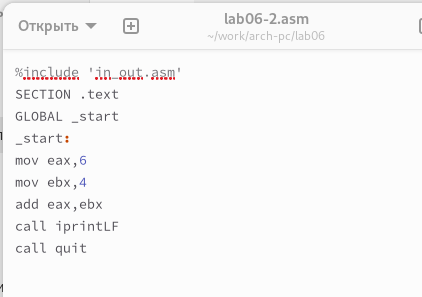 Открыть
lab06-2.asm
~/work/arch-pc/lab06
%include 'in_out.asm'
SECTION .text
GLOBAL _start
_start:
mov eax,6
mov ebx,4
add eax,ebx
call iprintLF
call quit